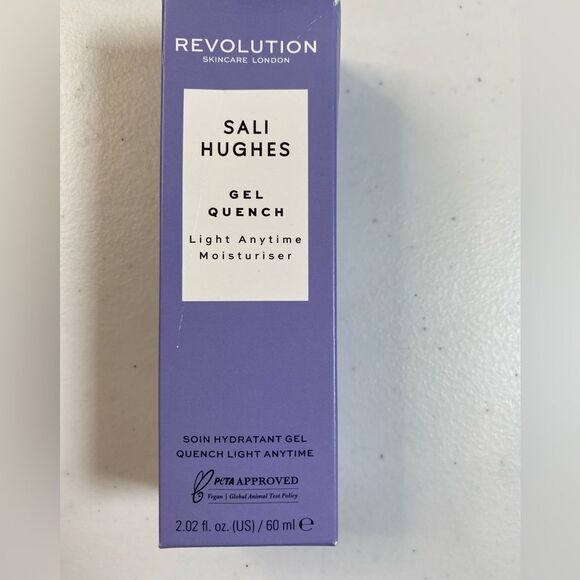 REVOLUTION
SKINCARE LONDON
SALI
HUGHES
GEL
QUENCH
Light Anytime
Moisturiser
SOIN HYDRATANT GEL
QUENCH LIGHT ANYTIME
PETA APPROVED
Vegan | Global Animal Test Policy
2.02 fl. oz. (US) / 60 ml ℮